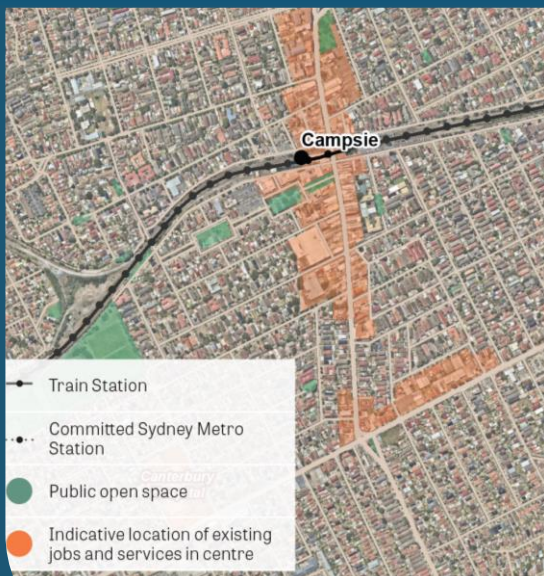 Campsie
Train Station
Committed Sydney Metro
Station
Public open space
Indicative location of existing
jobs and services in centre